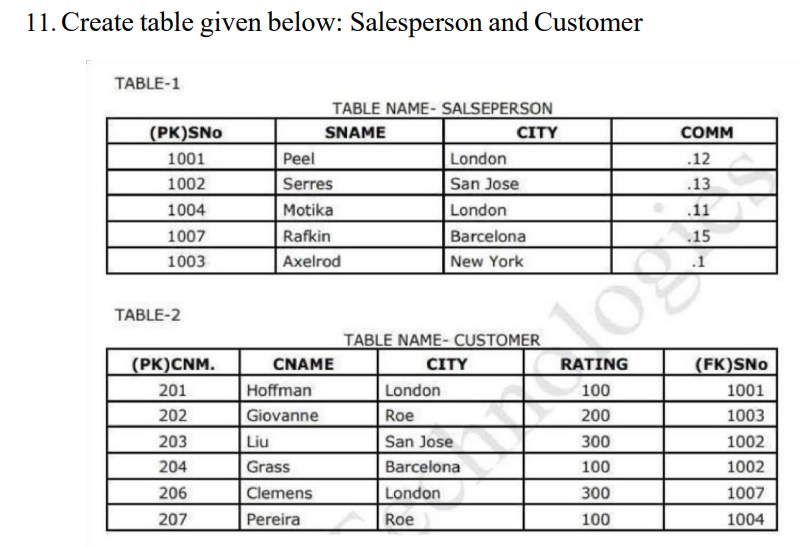 11. Create table given below: Salesperson and Customer
TABLE-1
TABLE NAME- SALSEPERSON
(PK)SNo SNAME CITY COMM
1001 Peel London .12
1002 Serres San Jose .13
1004 Motika London .11
1007 Rafkin Barcelona .15
1003 Axelrod New York .1
TABLE-2
TABLE NAME- CUSTOMER
(PK)CNM. CNAME CITY RATING (FK)SNo
201 Hoffman London 100 1001
202 Giovanne Roe 200 1003
203 Liu San Jose 300 1002
204 Grass Barcelona 100 1002
206 Clemens London 300 1007
207 Pereira Roe 100 1004
Technologies